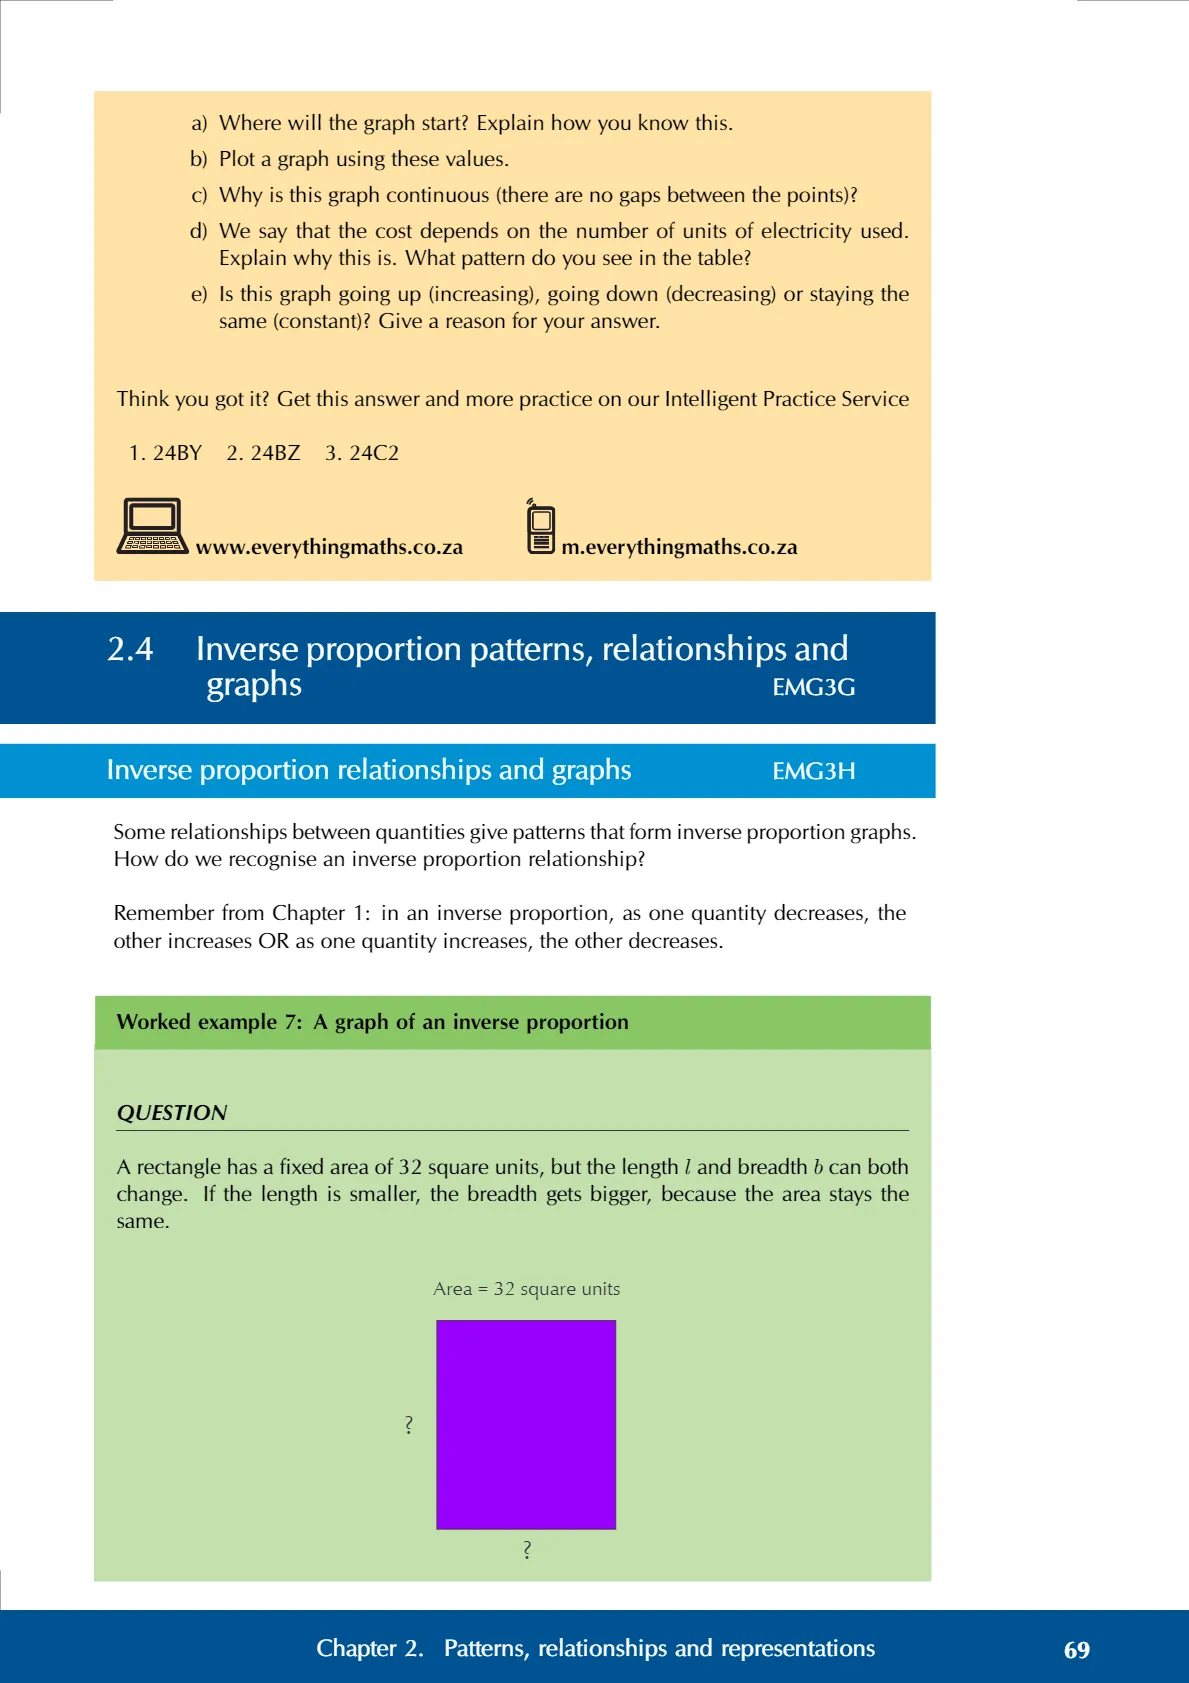 a) Where will the graph start? Explain how you know this.
b) Plot a graph using these values.
c) Why is this graph continuous (there are no gaps between the points)?
d) We say that the cost depends on the number of units of electricity used.
Explain why this is. What pattern do you see in the table?
e) Is this graph going up (increasing), going down (decreasing) or staying the
same (constant)? Give a reason for your answer.
Think you got it? Get this answer and more practice on our Intelligent Practice Service
1. 24BY 2. 24BZ 3. 24C2
www.everythingmaths.co.za m.everythingmaths.co.za
2.4 Inverse proportion patterns, relationships and
graphs EMG3G
Inverse proportion relationships and graphs EMG3H
Some relationships between quantities give patterns that form inverse proportion graphs.
How do we recognise an inverse proportion relationship?
Remember from Chapter 1: in an inverse proportion, as one quantity decreases, the
other increases OR as one quantity increases, the other decreases.
Worked example 7: A graph of an inverse proportion
QUESTION
A rectangle has a fixed area of 32 square units, but the length l and breadth b can both
change. If the length is smaller, the breadth gets bigger, because the area stays the
same.
Area = 32 square units
?
?
Chapter 2. Patterns, relationships and representations 69